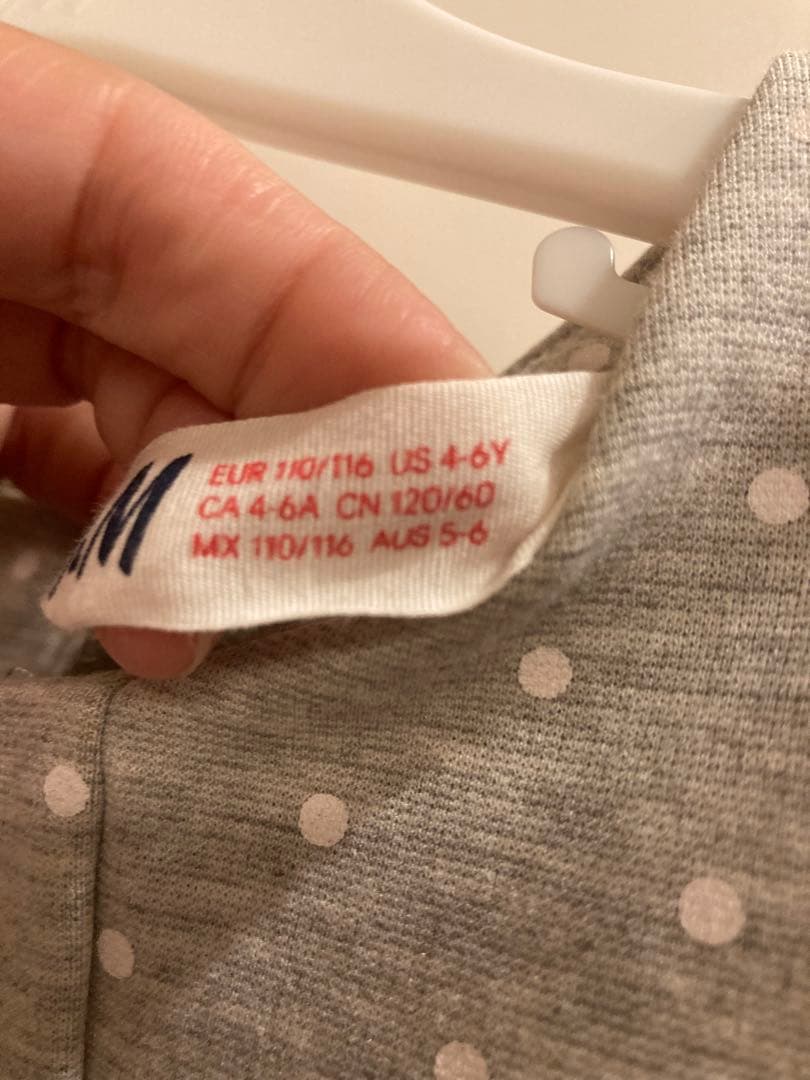 EUR 110/116 US 4-6Y
CA 4-6A CN 120/60
MX 110/116 AUS 5-6